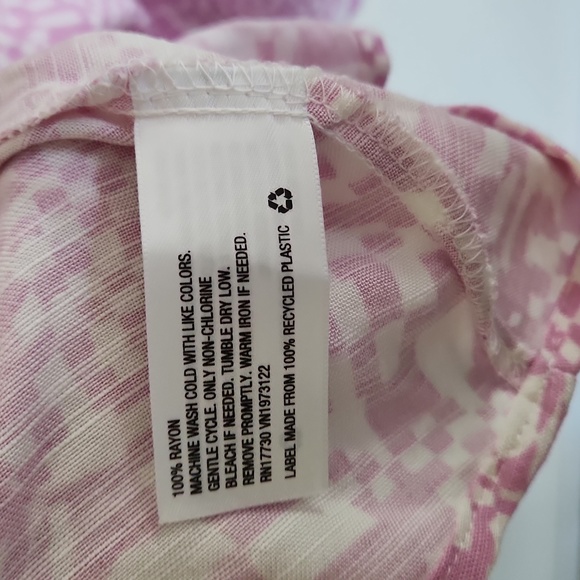 100% RAYON
MACHINE WASH COLD WITH LIKE COLORS.
GENTLE CYCLE. ONLY NON-CHLORINE
BLEACH IF NEEDED. TUMBLE DRY LOW.
REMOVE PROMPTLY. WARM IRON IF NEEDED.
RN17730 VN1973122
LABEL MADE FROM 100% RECYCLED PLASTIC